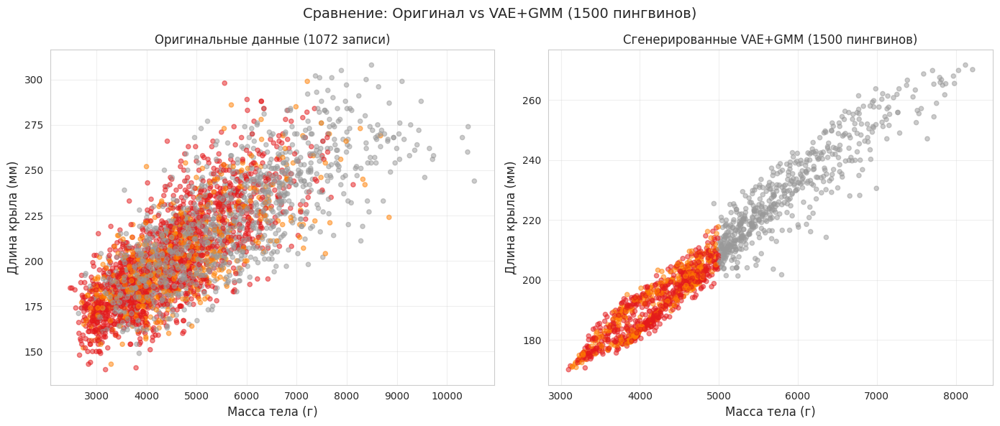 Сравнение: Оригинал vs VAE+GMM (1500 пингвинов)
Оригинальные данные (1072 записи)
Длина крыла (мм)
300
275
250
225
200
175
150
3000 4000 5000 6000 7000 8000 9000 10000
Масса тела (г)
Сгенерированные VAE+GMM (1500 пингвинов)
Длина крыла (мм)
260
240
220
200
180
3000 4000 5000 6000 7000 8000
Масса тела (г)